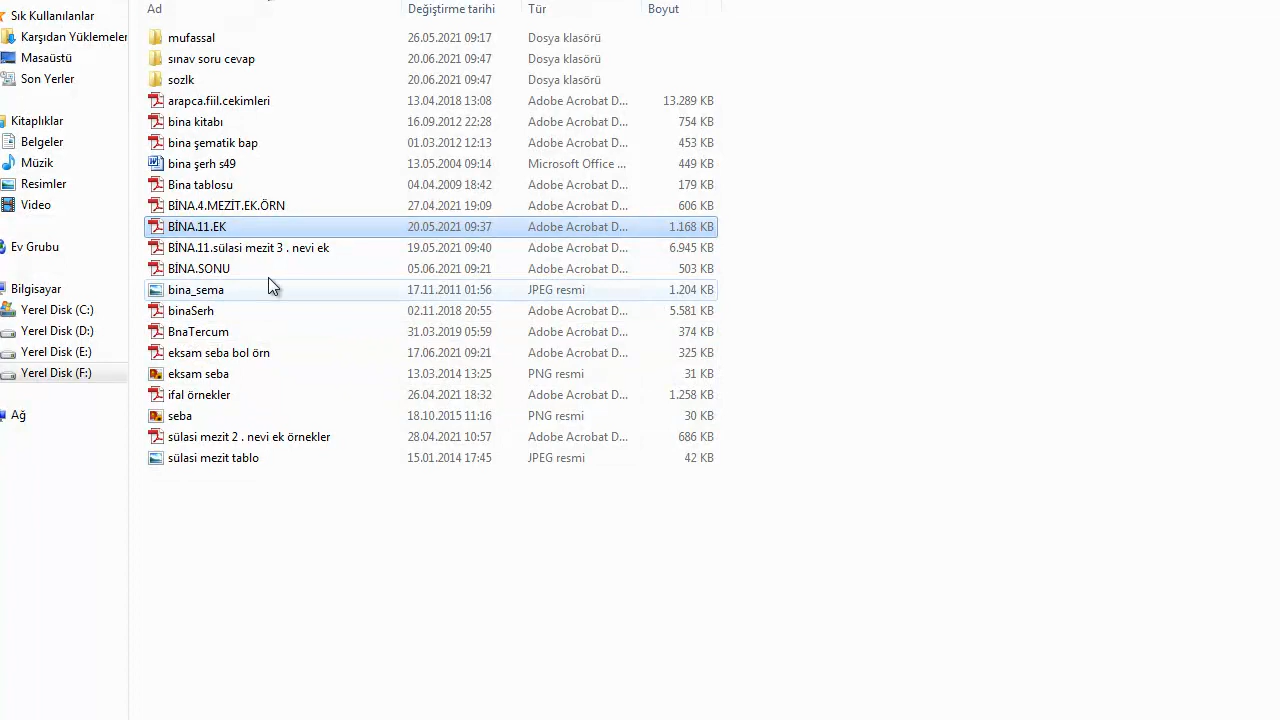 Ad Değiştirme tarihi Tür Boyut
Sık Kullanılanlar
Karşıdan Yüklemeler
Masaüstü
Son Yerler
Kitaplıklar
Belgeler
Müzik
Resimler
Video
Ev Grubu
Bilgisayar
Yerel Disk (C:)
Yerel Disk (D:)
Yerel Disk (E:)
Yerel Disk (F:)
Ağ
mufassal 26.05.2021 09:17 Dosya klasörü
sınav soru cevap 20.06.2021 09:47 Dosya klasörü
sozlk 20.06.2021 09:47 Dosya klasörü
arapca.fiil.cekimleri 13.04.2018 13:08 Adobe Acrobat D... 13.289 KB
bina kitabı 16.09.2012 22:28 Adobe Acrobat D... 754 KB
bina şematik bap 01.03.2012 12:13 Adobe Acrobat D... 453 KB
bina şerh s49 13.05.2004 09:14 Microsoft Office ... 449 KB
Bina tablosu 04.04.2009 18:42 Adobe Acrobat D... 179 KB
BİNA.4.MEZİT.EK.ÖRN 27.04.2021 19:09 Adobe Acrobat D... 606 KB
BİNA.11.EK 20.05.2021 09:37 Adobe Acrobat D... 1.168 KB
BİNA.11.sülasi mezit 3 . nevi ek 19.05.2021 09:40 Adobe Acrobat D... 6.945 KB
BİNA.SONU 05.06.2021 09:21 Adobe Acrobat D... 503 KB
bina_sema 17.11.2011 01:56 JPEG resmi 1.204 KB
binaSerh 02.11.2018 20:55 Adobe Acrobat D... 5.581 KB
BnaTercum 31.03.2019 05:59 Adobe Acrobat D... 374 KB
eksam seba bol örn 17.06.2021 09:21 Adobe Acrobat D... 325 KB
eksam seba 13.03.2014 13:25 PNG resmi 31 KB
ifal örnekler 26.04.2021 18:32 Adobe Acrobat D... 1.258 KB
seba 18.10.2015 11:16 PNG resmi 30 KB
sülasi mezit 2 . nevi ek örnekler 28.04.2021 10:57 Adobe Acrobat D... 686 KB
sülasi mezit tablo 15.01.2014 17:45 JPEG resmi 42 KB